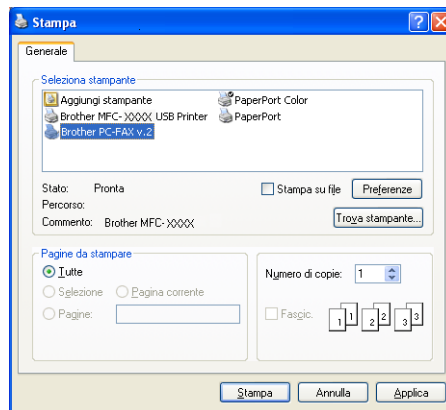 Stampa
Generale
Seleziona stampante
Aggiungi stampante
PaperPort Color
Brother MFC-XXXX USB Printer
PaperPort
Brother PC-FAX v.2
Stato: Pronta
Stampa su file
Preferenze
Percorso:
Commento: Brother MFC-XXXX
Trova stampante...
Pagine da stampare
Tutte
Numero di copie: 1
Selezione
Pagina corrente
Pagine:
Fascic.
1 1 2 2 3 3
Stampa
Annulla
Applica